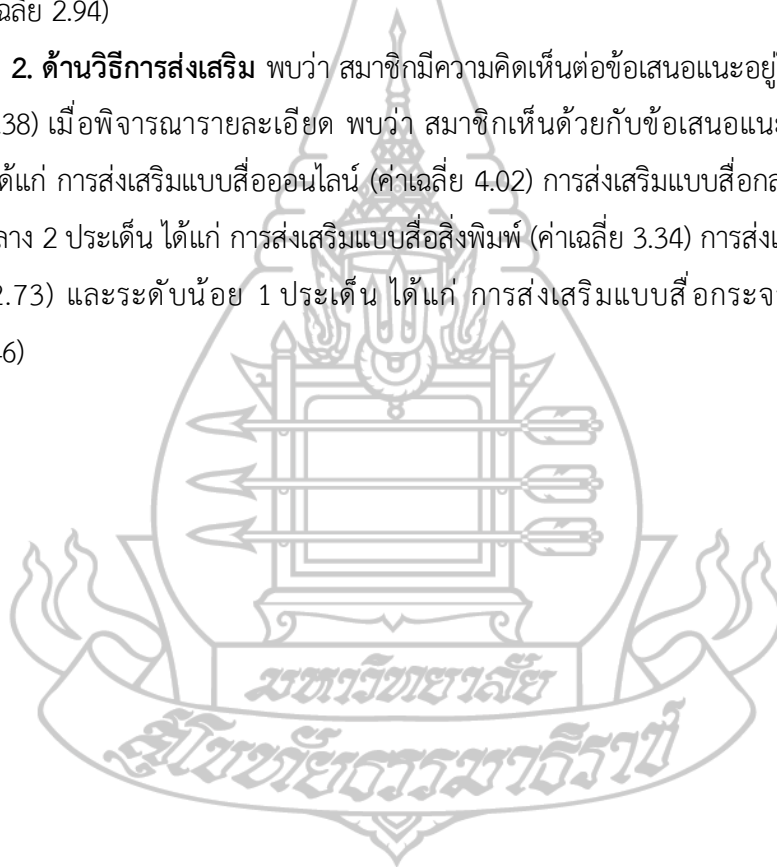 ฉลี่ย 2.94)
2. ด้านวิธีการส่งเสริม พบว่า สมาชิกมีความคิดเห็นต่อข้อเสนอแนะอยู่
.38) เมื่อพิจารณารายละเอียด พบว่า สมาชิกเห็นด้วยกับข้อเสนอแนะ
ด้แก่ การส่งเสริมแบบสื่อออนไลน์ (ค่าเฉลี่ย 4.02) การส่งเสริมแบบสื่อ
ลาง 2 ประเด็น ได้แก่ การส่งเสริมแบบสื่อสิ่งพิมพ์ (ค่าเฉลี่ย 3.34) การส่งเ
2.73) และระดับน้อย 1 ประเด็น ได้แก่ การส่งเสริมแบบสื่อกระจา
46)
มหาวิทยาลัย
สุโขทัยธรรมาธิราช